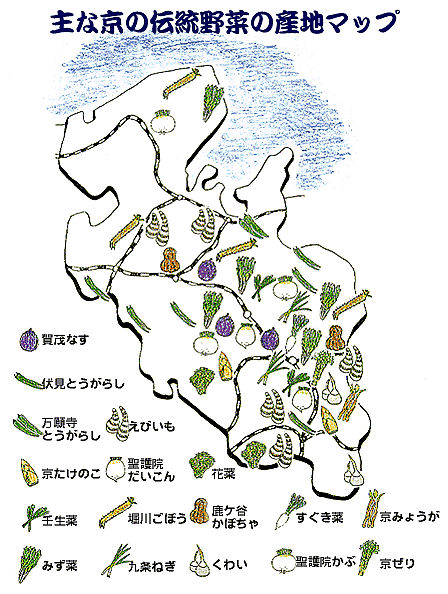 主な京の伝統野菜の産地マップ
賀茂なす
伏見とうがらし
万願寺
とうがらし
えびいも
京たけのこ
聖護院
だいこん
花菜
壬生菜
堀川ごぼう
鹿ケ谷
かぼちゃ
すぐき菜
京みょうが
みず菜
九条ねぎ
くわい
聖護院かぶ
京ぜり